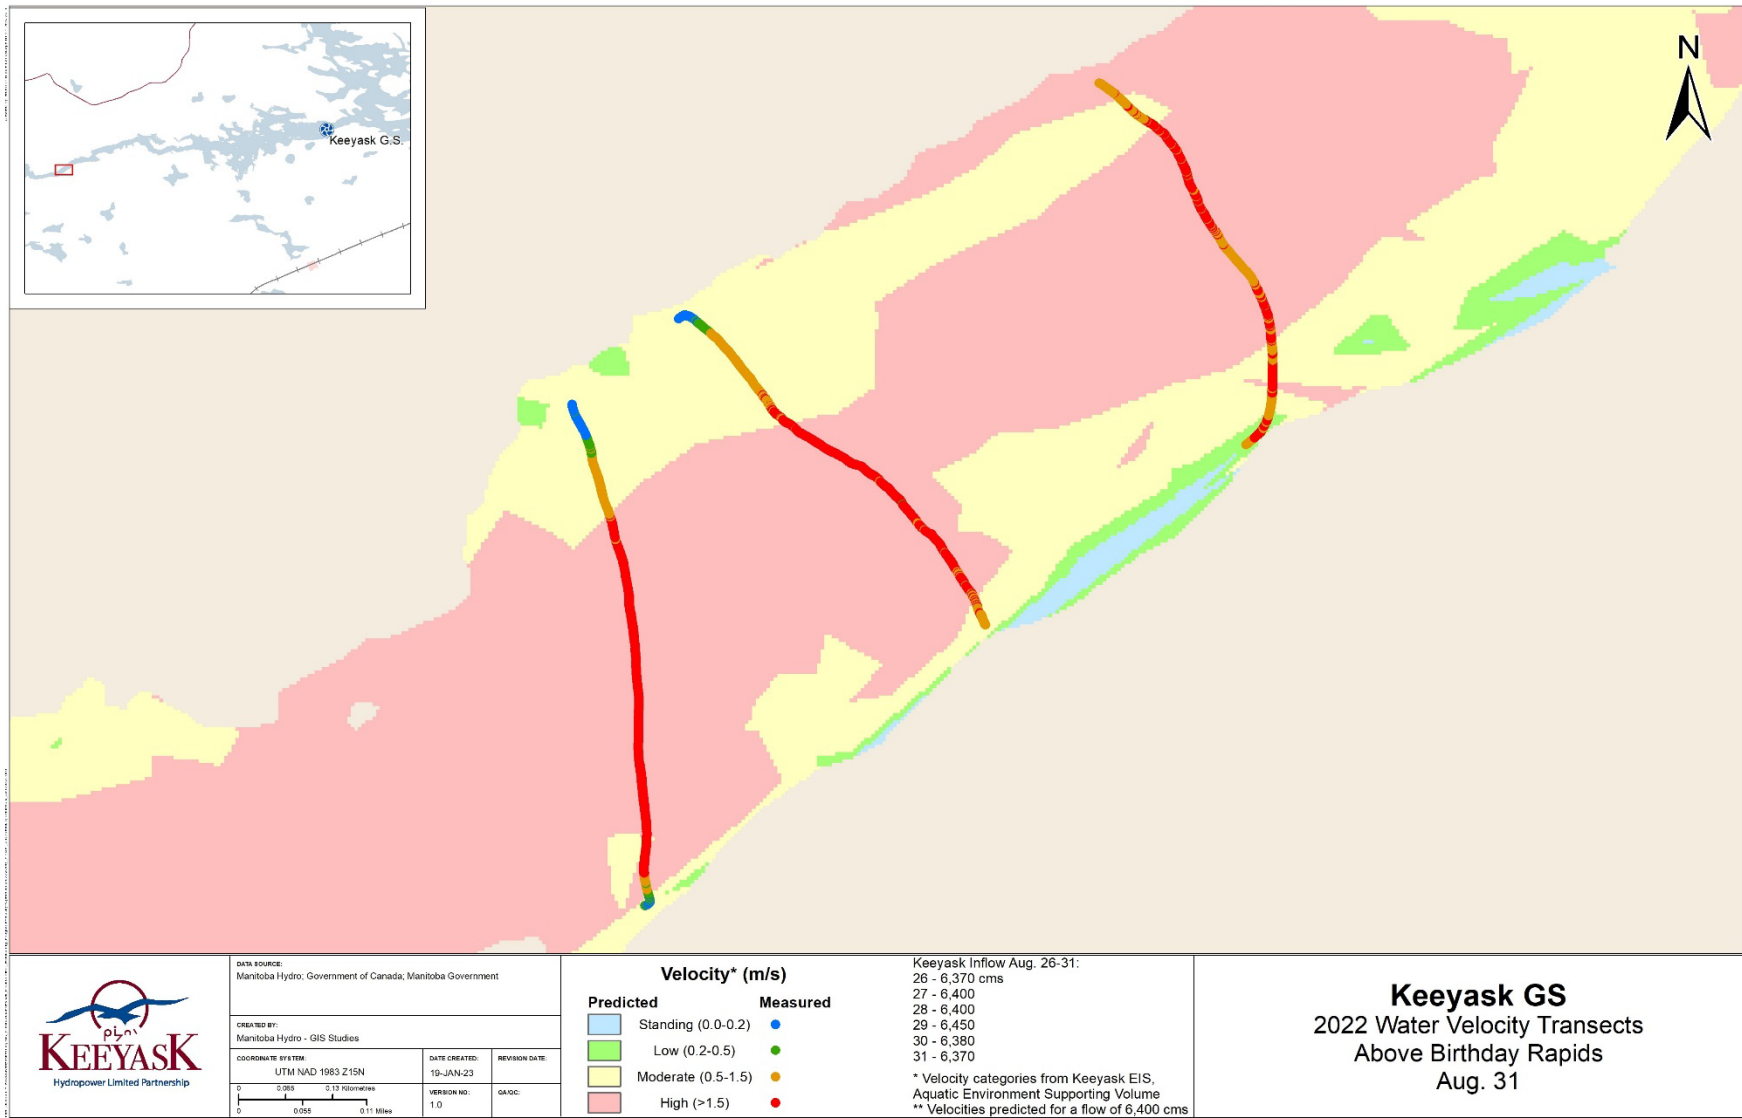 Keeyask G.S.
N
KEEYASK
Hydropower Limited Partnership
DATA SOURCE:
Manitoba Hydro; Government of Canada; Manitoba Government
CREATED BY:
Manitoba Hydro - GIS Studies
COORDINATE SYSTEM:
UTM NAD 1983 Z15N
DATE CREATED:
19-JAN-23
REVISION DATE:
0 0.065 0.13 Kilometres
0 0.055 0.11 Miles
VERSION NO:
1.0
QA/QC:
Velocity* (m/s)
Predicted Measured
Standing (0.0-0.2)
Low (0.2-0.5)
Moderate (0.5-1.5)
High (>1.5)
Keeyask Inflow Aug. 26-31:
26 - 6,370 cms
27 - 6,400
28 - 6,400
29 - 6,450
30 - 6,380
31 - 6,370
* Velocity categories from Keeyask EIS,
Aquatic Environment Supporting Volume
** Velocities predicted for a flow of 6,400 cms
Keeyask GS
2022 Water Velocity Transects
Above Birthday Rapids
Aug. 31